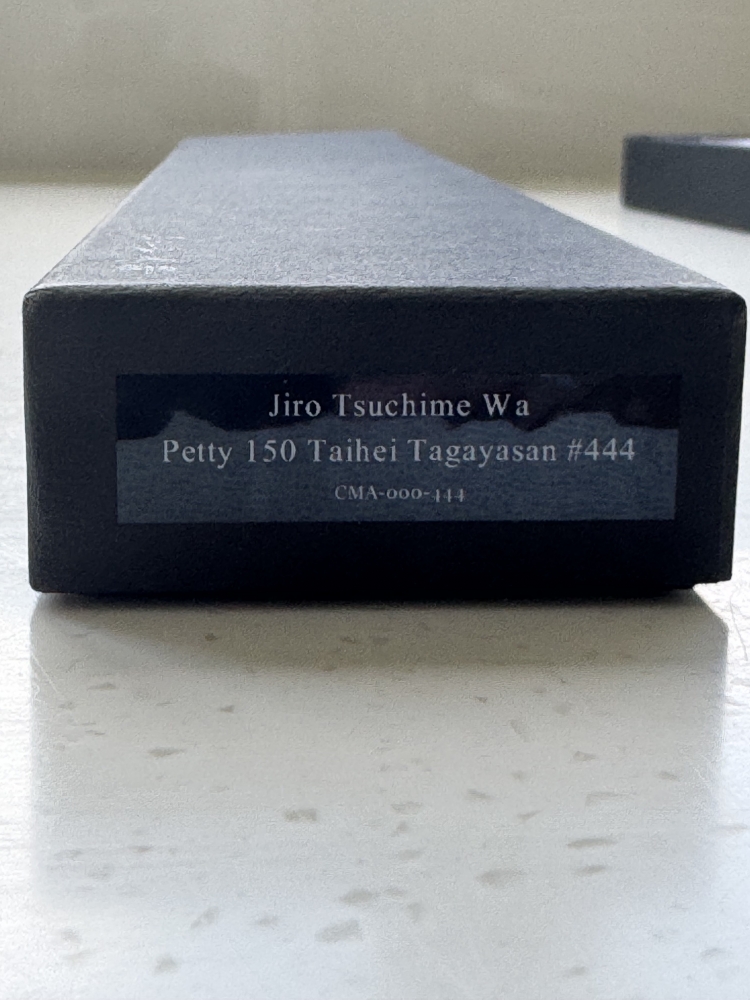 Jiro Tsuchime Wa
Petty 150 Taihei Tagayasan #444
CMA-000-444